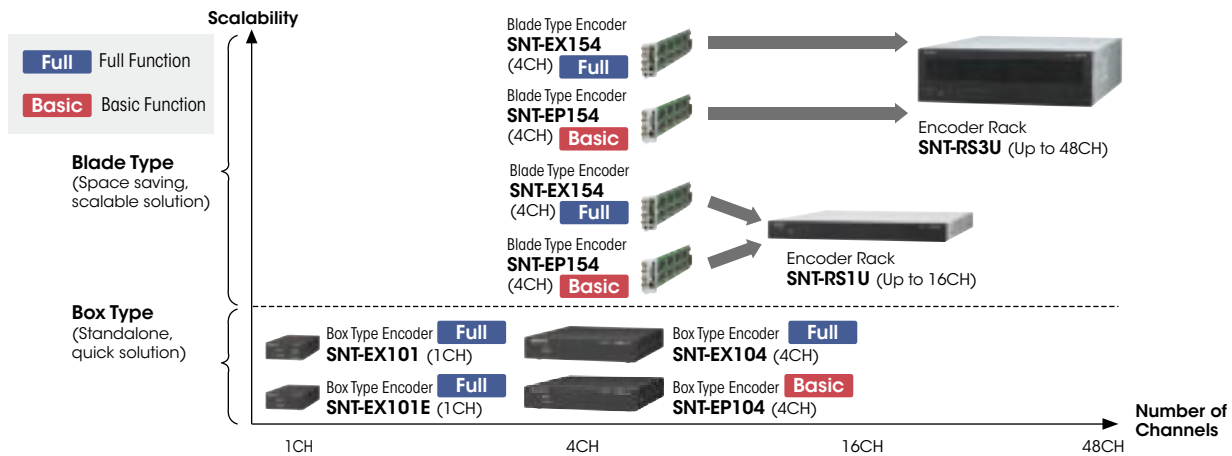 Scalability
Full Full Function
Basic Basic Function
Blade Type
(Space saving,
scalable solution)
Blade Type Encoder
SNT-EX154
(4CH) Full
Blade Type Encoder
SNT-EP154
(4CH) Basic
Encoder Rack
SNT-RS3U (Up to 48CH)
Blade Type Encoder
SNT-EX154
(4CH) Full
Blade Type Encoder
SNT-EP154
(4CH) Basic
Encoder Rack
SNT-RS1U (Up to 16CH)
Box Type
(Standalone,
quick solution)
Box Type Encoder Full
SNT-EX101 (1CH)
Box Type Encoder Full
SNT-EX104 (4CH)
Box Type Encoder Full
SNT-EX101E (1CH)
Box Type Encoder Basic
SNT-EP104 (4CH)
Number of
Channels
1CH 4CH 16CH 48CH